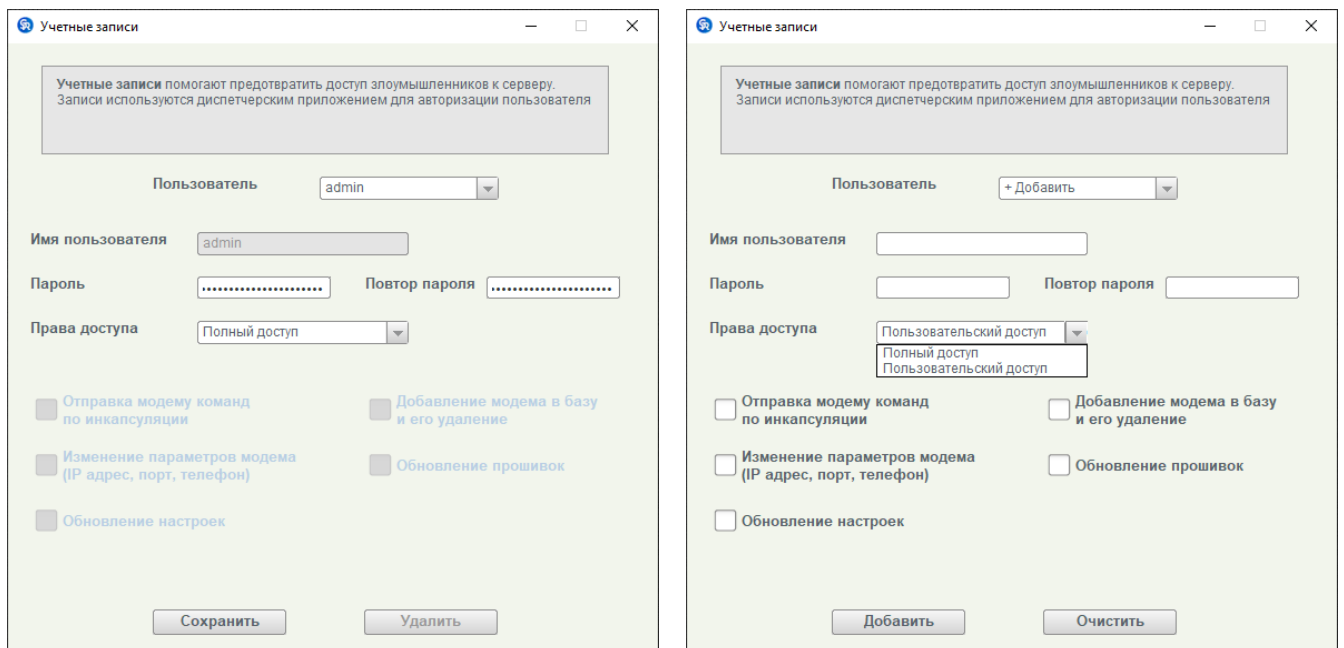 Учетные записи
Учетные записи помогают предотвратить доступ злоумышленников к серверу.
Записи используются диспетчерским приложением для авторизации пользователя
Пользователь admin
Имя пользователя admin
Пароль Повтор пароля
Права доступа Полный доступ
Отправка модему команд
по инкапсуляции
Добавление модема в базу
и его удаление
Изменение параметров модема
(IP адрес, порт, телефон)
Обновление прошивок
Обновление настроек
Сохранить Удалить
Учетные записи
Учетные записи помогают предотвратить доступ злоумышленников к серверу.
Записи используются диспетчерским приложением для авторизации пользователя
Пользователь + Добавить
Имя пользователя
Пароль Повтор пароля
Права доступа Пользовательский доступ
Полный доступ
Пользовательский доступ
Отправка модему команд
по инкапсуляции
Добавление модема в базу
и его удаление
Изменение параметров модема
(IP адрес, порт, телефон)
Обновление прошивок
Обновление настроек
Добавить Очистить